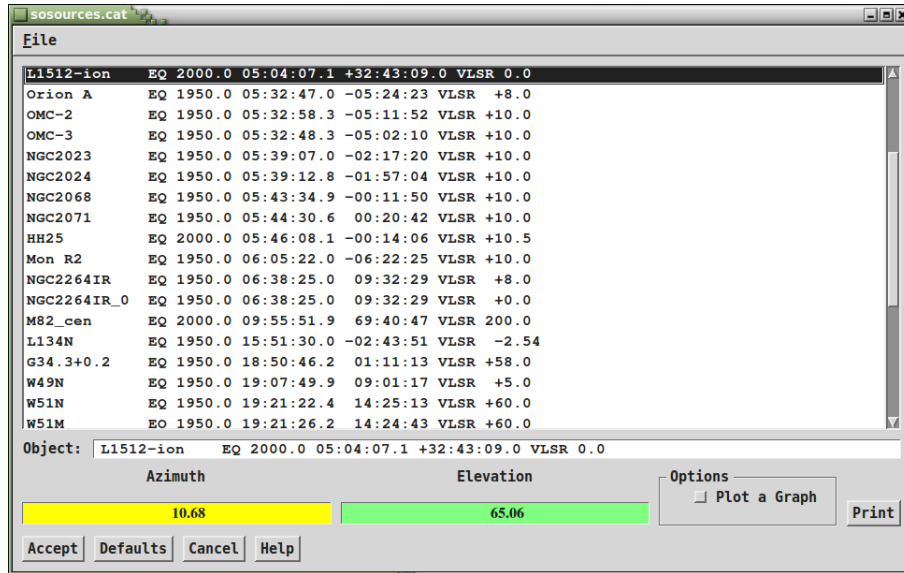 sosources.cat
File
L1512-ion EQ 2000.0 05:04:07.1 +32:43:09.0 VLSR 0.0
Orion A EQ 1950.0 05:32:47.0 -05:24:23 VLSR +8.0
OMC-2 EQ 1950.0 05:32:58.3 -05:11:52 VLSR +10.0
OMC-3 EQ 1950.0 05:32:48.3 -05:02:10 VLSR +10.0
NGC2023 EQ 1950.0 05:39:07.0 -02:17:20 VLSR +10.0
NGC2024 EQ 1950.0 05:39:12.8 -01:57:04 VLSR +10.0
NGC2068 EQ 1950.0 05:43:34.9 -00:11:50 VLSR +10.0
NGC2071 EQ 1950.0 05:44:30.6 00:20:42 VLSR +10.0
HH25 EQ 2000.0 05:46:08.1 -00:14:06 VLSR +10.5
Mon R2 EQ 1950.0 06:05:22.0 -06:22:25 VLSR +10.0
NGC2264IR EQ 1950.0 06:38:25.0 09:32:29 VLSR +8.0
NGC2264IR_0 EQ 1950.0 06:38:25.0 09:32:29 VLSR +0.0
M82_cen EQ 2000.0 09:55:51.9 69:40:47 VLSR 200.0
L134N EQ 1950.0 15:51:30.0 -02:43:51 VLSR -2.54
G34.3+0.2 EQ 1950.0 18:50:46.2 01:11:13 VLSR +58.0
W49N EQ 1950.0 19:07:49.9 09:01:17 VLSR +5.0
W51N EQ 1950.0 19:21:22.4 14:25:13 VLSR +60.0
W51M EQ 1950.0 19:21:26.2 14:24:43 VLSR +60.0
Object: L1512-ion EQ 2000.0 05:04:07.1 +32:43:09.0 VLSR 0.0
Azimuth Elevation Options
Plot a Graph
10.68 65.06 Print
Accept Defaults Cancel Help